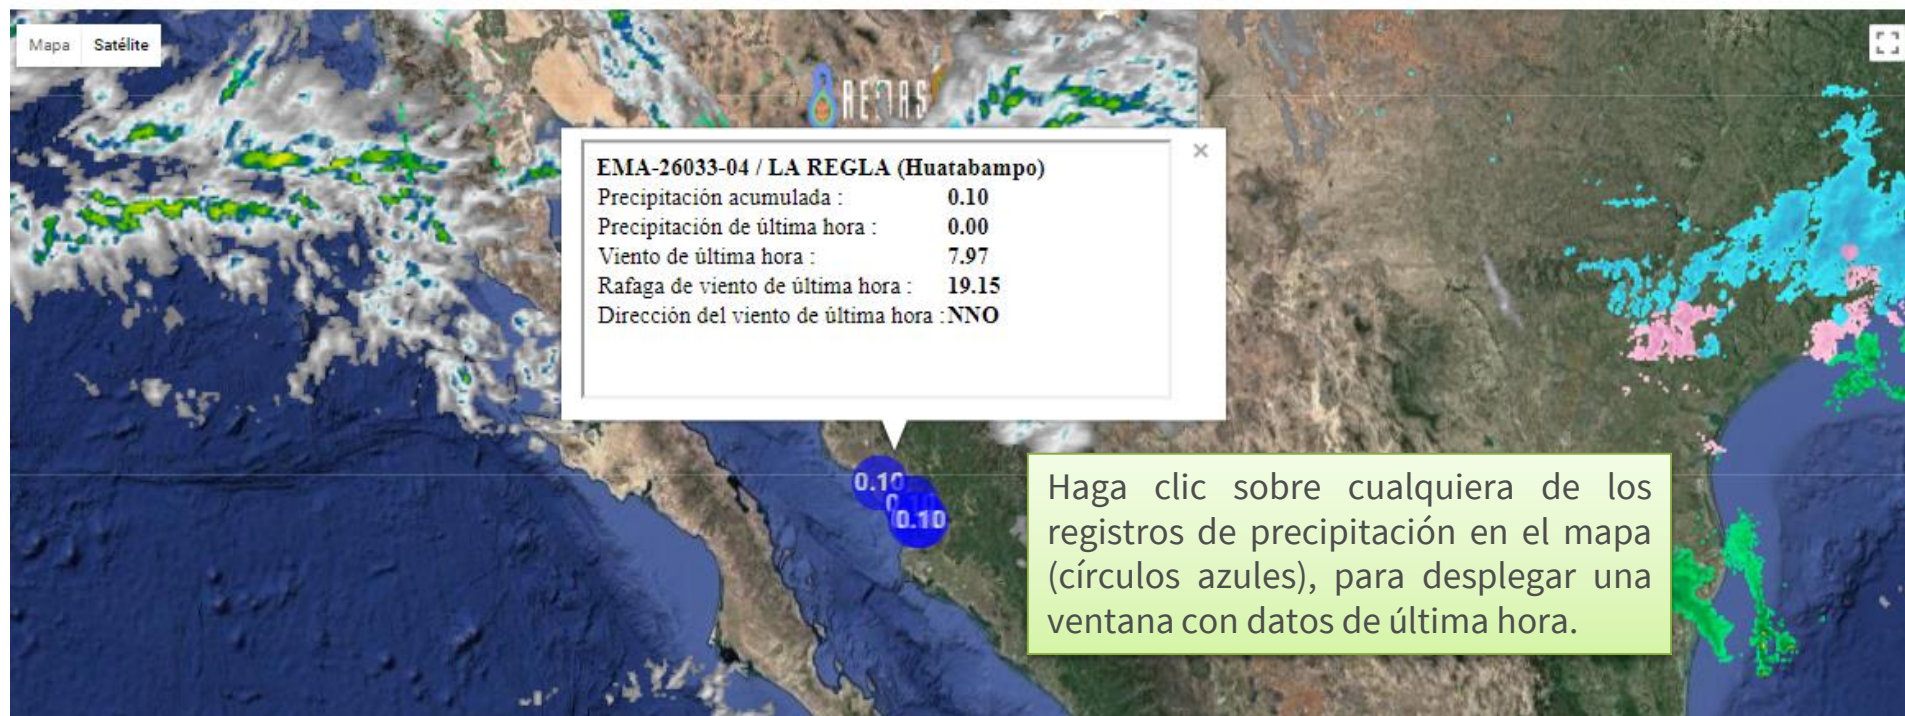 Mapa Satélite
REMAS
EMA-26033-04 / LA REGLA (Huatabampo)
Precipitación acumulada : 0.10
Precipitación de última hora : 0.00
Viento de última hora : 7.97
Rafaga de viento de última hora : 19.15
Dirección del viento de última hora : NNO
0.10
0.10
Haga clic sobre cualquiera de los
registros de precipitación en el mapa
(círculos azules), para desplegar una
ventana con datos de última hora.